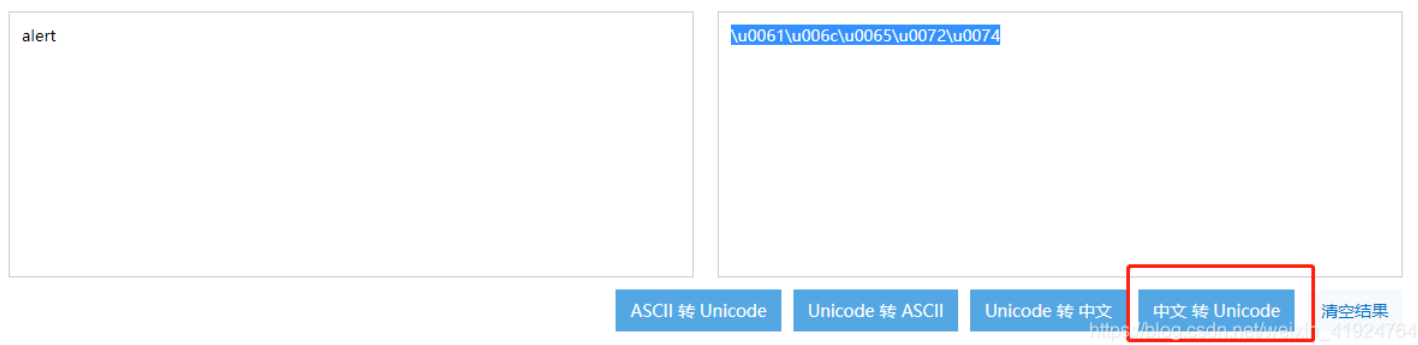 alert
\u0061\u006c\u0065\u0072\u0074
ASCII 转 Unicode
Unicode 转 ASCII
Unicode 转 中文
中文 转 Unicode
清空结果
https://blog.csdn.net/weixin_41924764